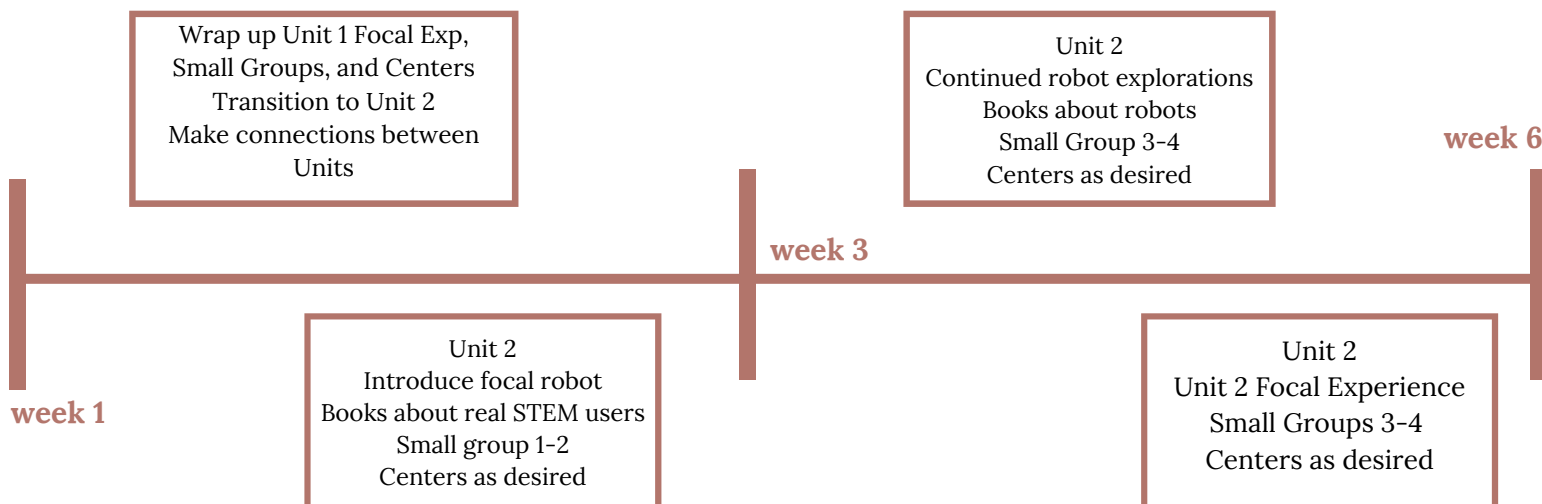 Wrap up Unit 1 Focal Exp,
Small Groups, and Centers
Transition to Unit 2
Make connections between
Units
Unit 2
Continued robot explorations
Books about robots
Small Group 3-4
Centers as desired
week 6
week 3
week 1
Unit 2
Introduce focal robot
Books about real STEM users
Small group 1-2
Centers as desired
Unit 2
Unit 2 Focal Experience
Small Groups 3-4
Centers as desired